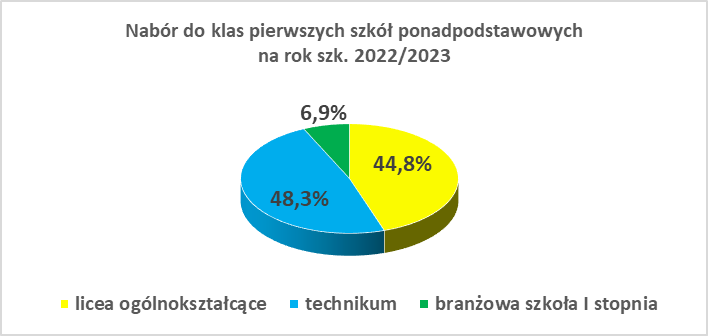 Nabór do klas pierwszych szkół ponadpodstawowych
na rok szk. 2022/2023
6,9%
44,8%
48,3%
licea ogólnokształcące technikum branżowa szkoła I stopnia